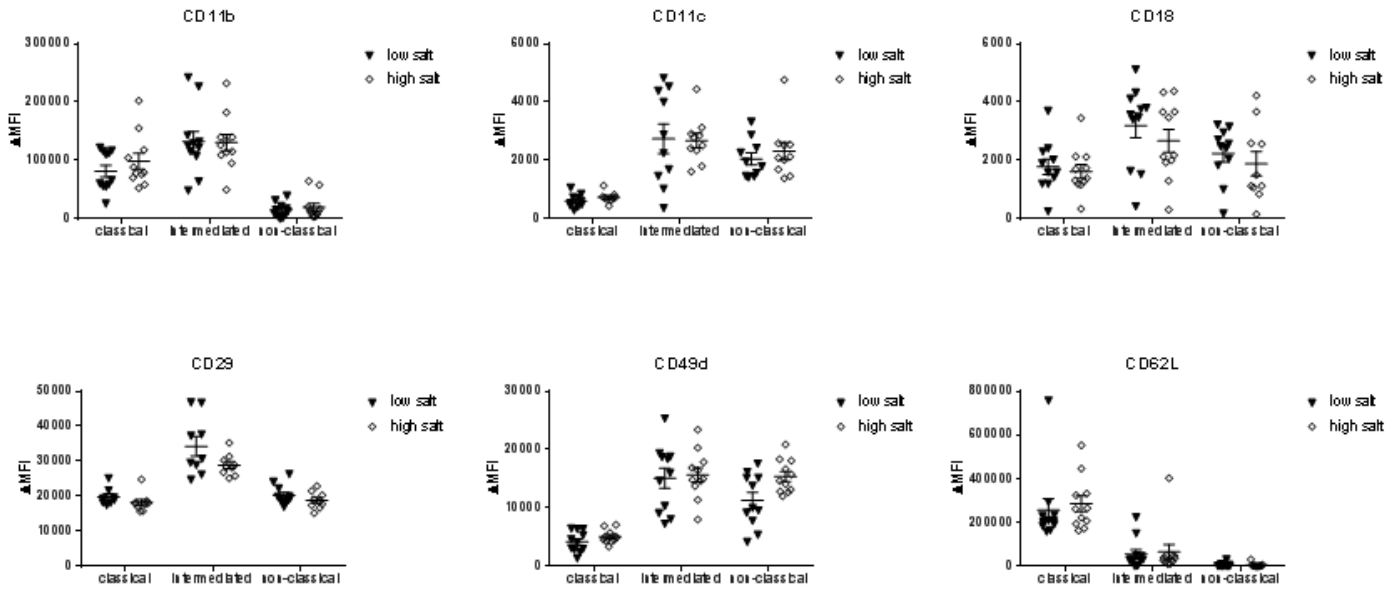 CD11b
300000
200000
100000
0
ΔMFI
classical intermediated non-classical
low salt
high salt
CD11c
6000
4000
2000
0
ΔMFI
classical intermediated non-classical
low salt
high salt
CD18
6000
4000
2000
0
ΔMFI
classical intermediated non-classical
low salt
high salt
CD29
50000
40000
30000
20000
10000
0
ΔMFI
classical intermediated non-classical
low salt
high salt
CD49d
30000
20000
10000
0
ΔMFI
classical intermediated non-classical
low salt
high salt
CD62L
800000
600000
400000
200000
0
ΔMFI
classical intermediated non-classical
low salt
high salt